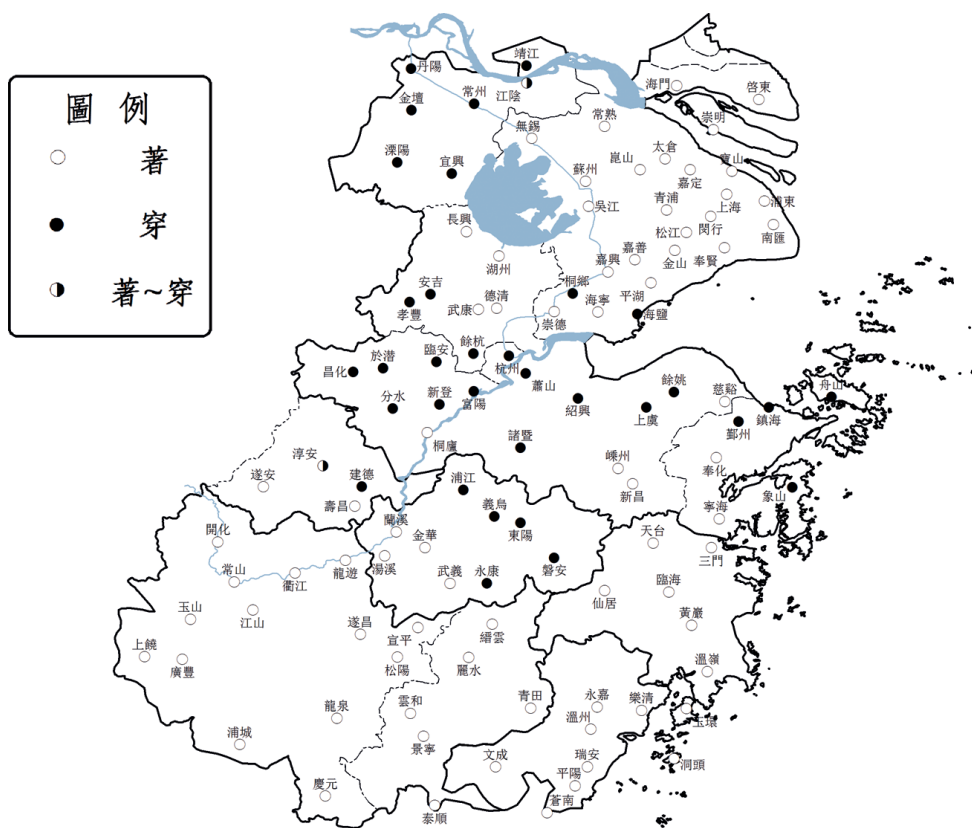 圖 例
著
穿
著~穿
靖江
丹陽
海門
啓東
金壇
常州
江陰
常熟
崇明
無錫
溧陽
宜興
蘇州
崑山
太倉
寶山
嘉定
吳江
青浦
上海
浦東
長興
松江
閔行
南匯
湖州
嘉興
嘉善
金山
奉賢
安吉
孝豐
桐鄉
平湖
武康
德清
崇德
海寧
海鹽
於潛
臨安
餘杭
昌化
杭州
蕭山
分水
新登
富陽
紹興
餘姚
慈谿
舟山
上虞
鎮海
鄞州
桐廬
諸暨
淳安
嵊州
奉化
遂安
建德
浦江
新昌
象山
壽昌
義烏
寧海
蘭溪
東陽
開化
金華
天台
三門
常山
衢江
龍遊
湯溪
武義
永康
磐安
仙居
臨海
玉山
江山
遂昌
宣平
縉雲
黃巖
上饒
廣豐
松陽
麗水
溫嶺
龍泉
雲和
青田
永嘉
樂清
玉環
溫州
浦城
景寧
文成
瑞安
洞頭
平陽
慶元
泰順
蒼南